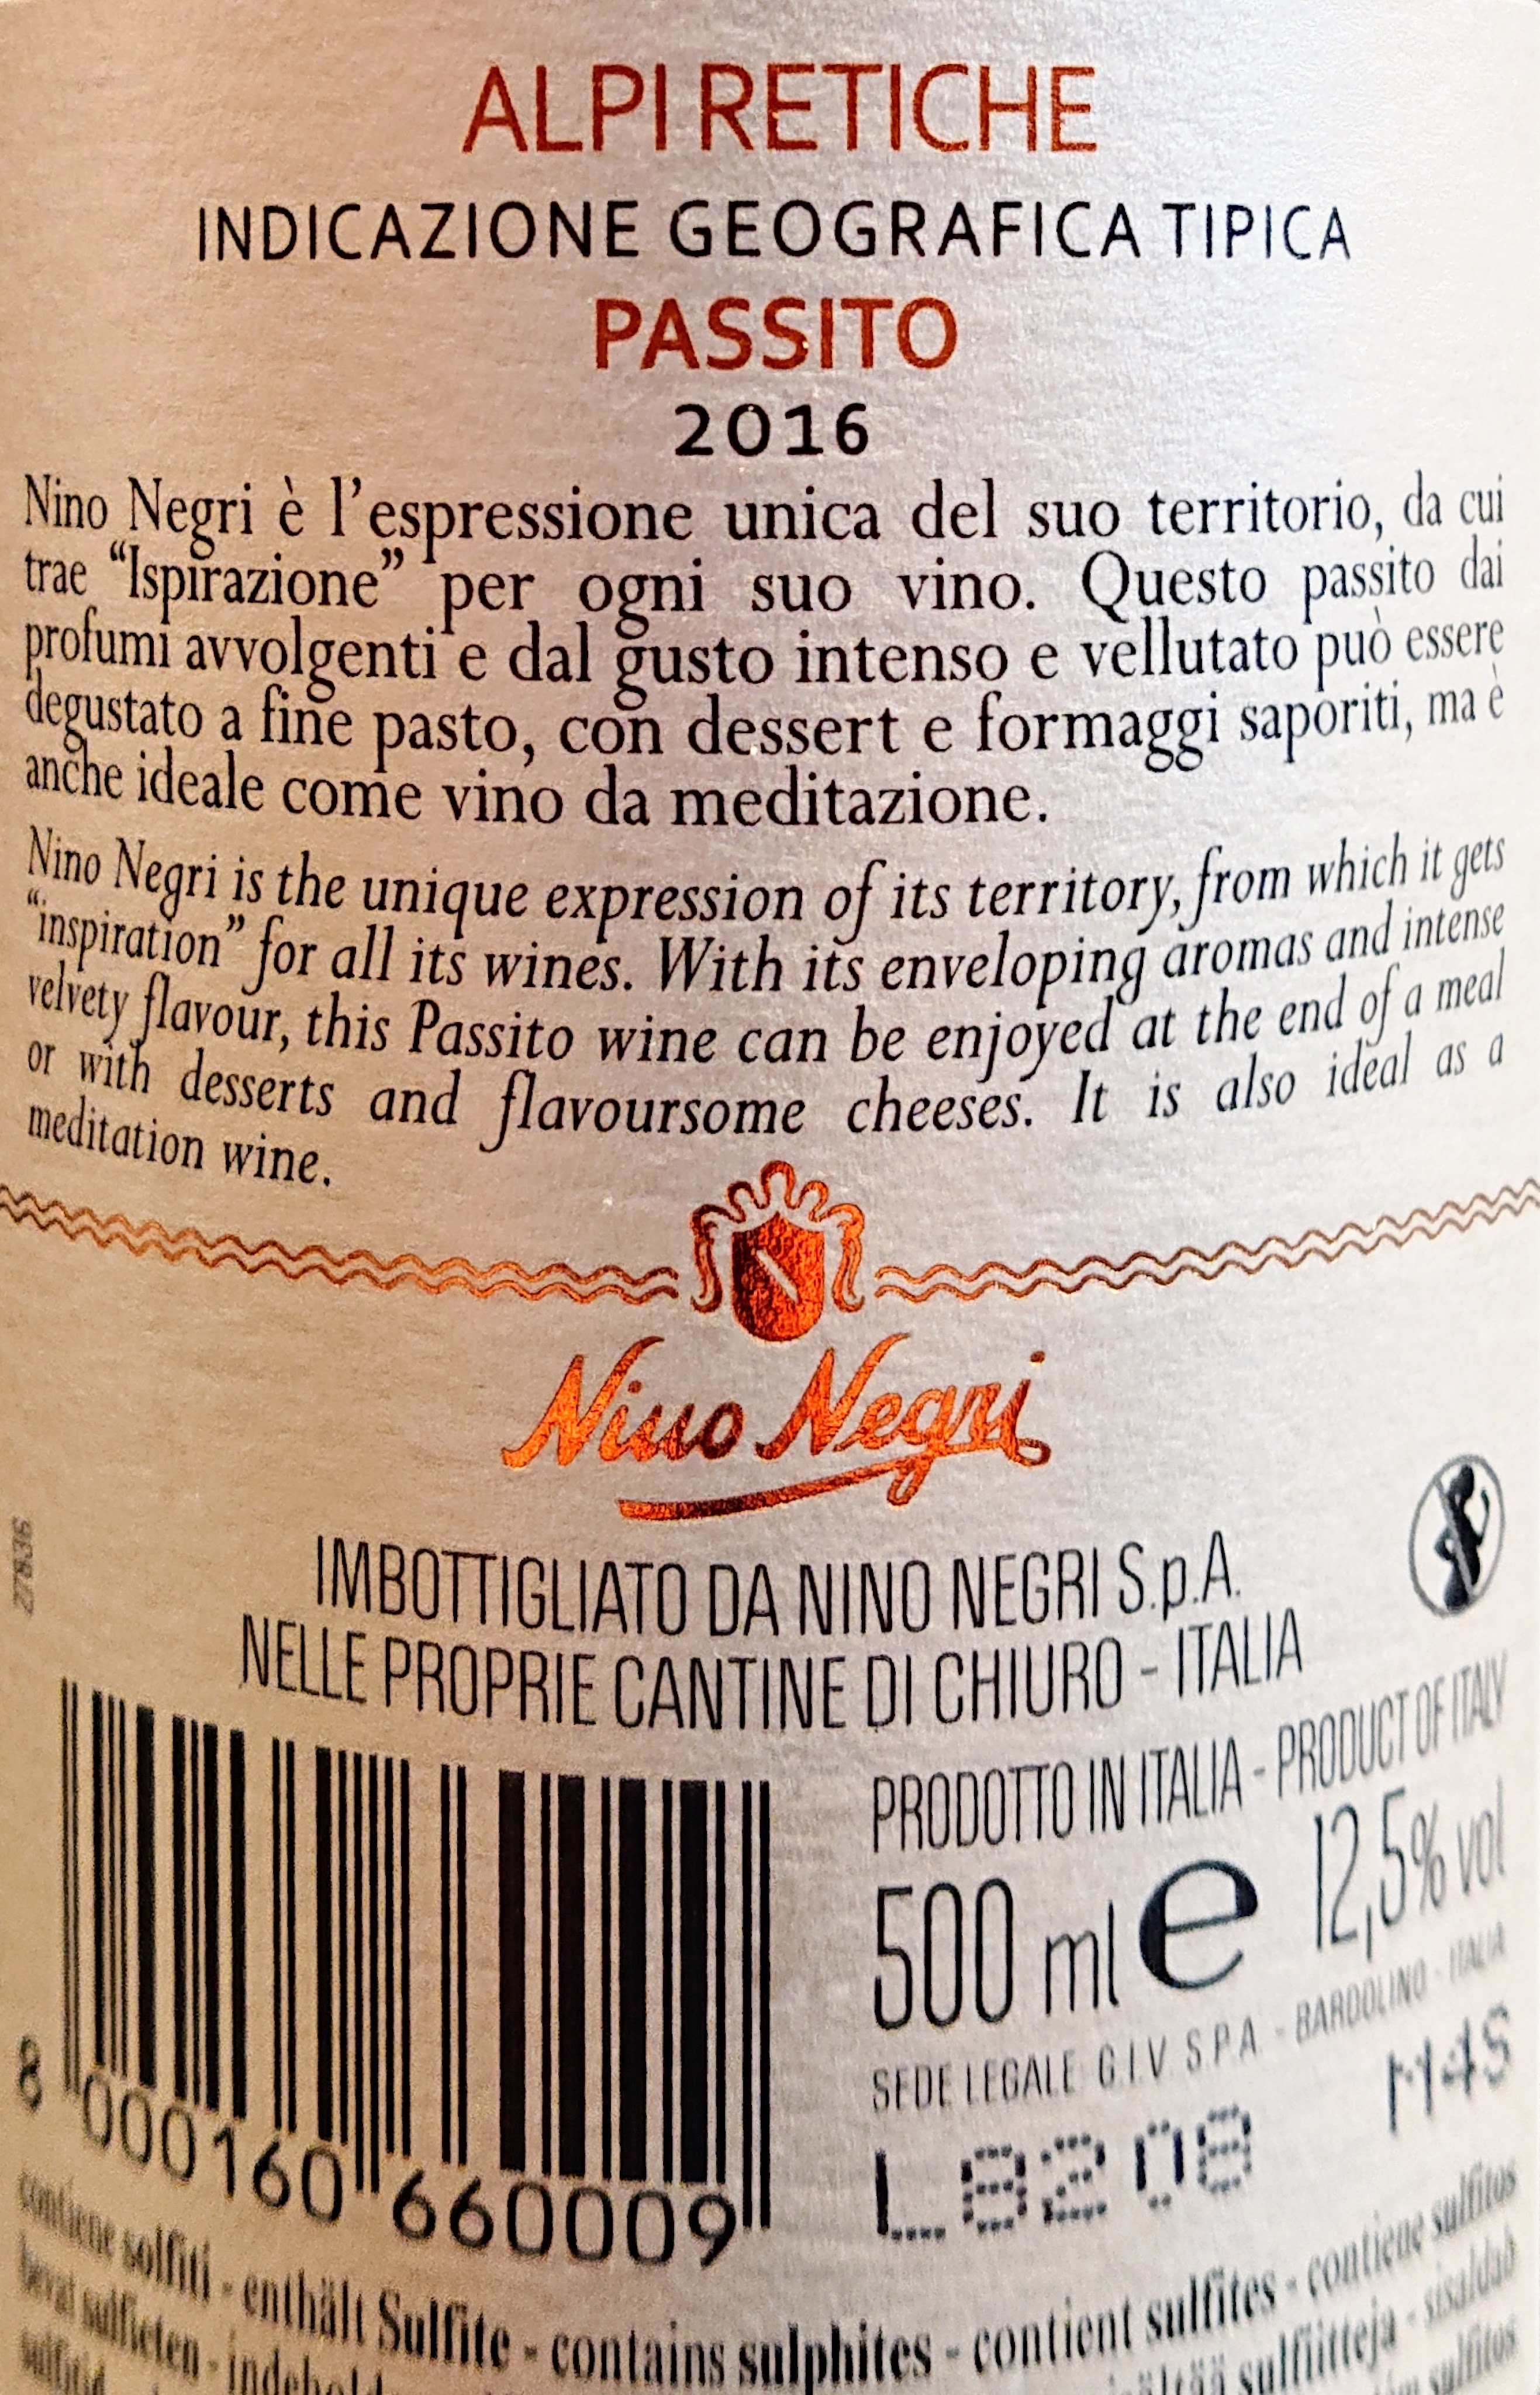 ALPI RETICHE
INDICAZIONE GEOGRAFICA TIPICA
PASSITO
2016
Nino Negri è l’espressione unica del suo territorio, da cui
trae “Ispirazione” per ogni suo vino. Questo passito dai
profumi avvolgenti e dal gusto intenso e vellutato può essere
degustato a fine pasto, con dessert e formaggi saporiti, ma è
anche ideale come vino da meditazione.
Nino Negri is the unique expression of its territory, from which it gets
“inspiration” for all its wines. With its enveloping aromas and intense
velvety flavour, this Passito wine can be enjoyed at the end of a meal
or with desserts and flavoursome cheeses. It is also ideal as a
meditation wine.
Nino Negri
IMBOTTIGLIATO DA NINO NEGRI S.p.A.
NELLE PROPRIE CANTINE DI CHIURO - ITALIA
PRODOTTO IN ITALIA - PRODUCT OF ITALY
500 ml e 12,5% vol
SEDE LEGALE G.I.V. S.P.A. - BARDOLINO - ITALIA
L8208
8 000160 660009
contiene solfiti - enthält Sulfite - contains sulphites - contient sulfites - contiene sulfitos
bevat sulfieten - sulfiitteja -